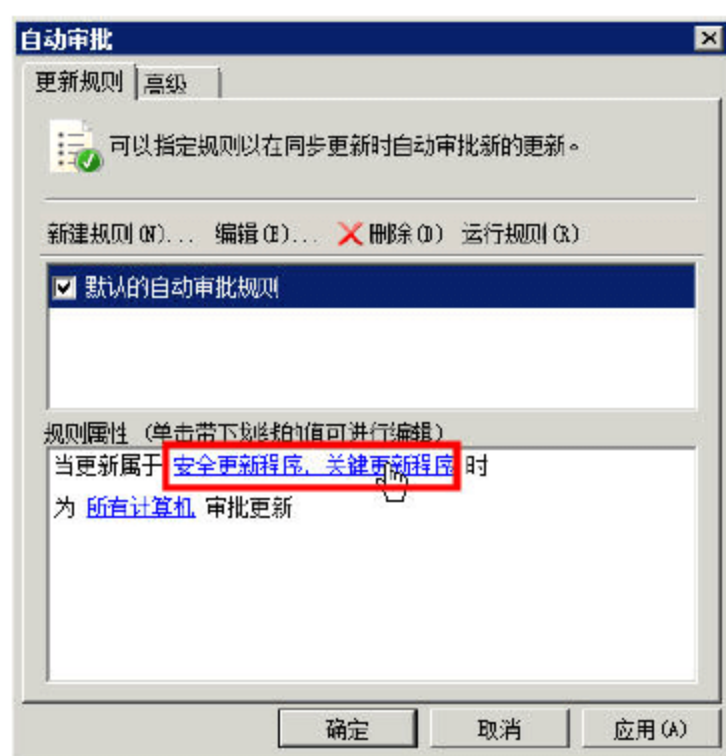 自动审批
更新规则 高级
可以指定规则以在同步更新时自动审批新的更新。
新建规则(N)... 编辑(E)... 删除(D) 运行规则(R)
默认的自动审批规则
规则属性 (单击带下划线的值可进行编辑)
当更新属于 安全更新程序, 关键更新程序 时
为 所有计算机 审批更新
确定 取消 应用(A)